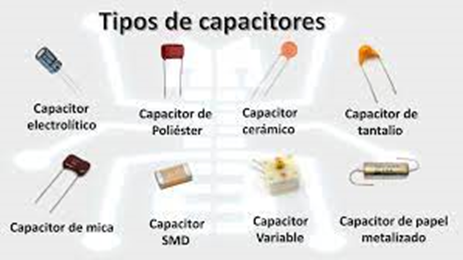 Tipos de capacitores
Capacitor
electrolítico
Capacitor de
Poliéster
Capacitor
cerámico
Capacitor de
tantalio
Capacitor de mica
Capacitor
SMD
Capacitor
Variable
Capacitor de papel
metalizado